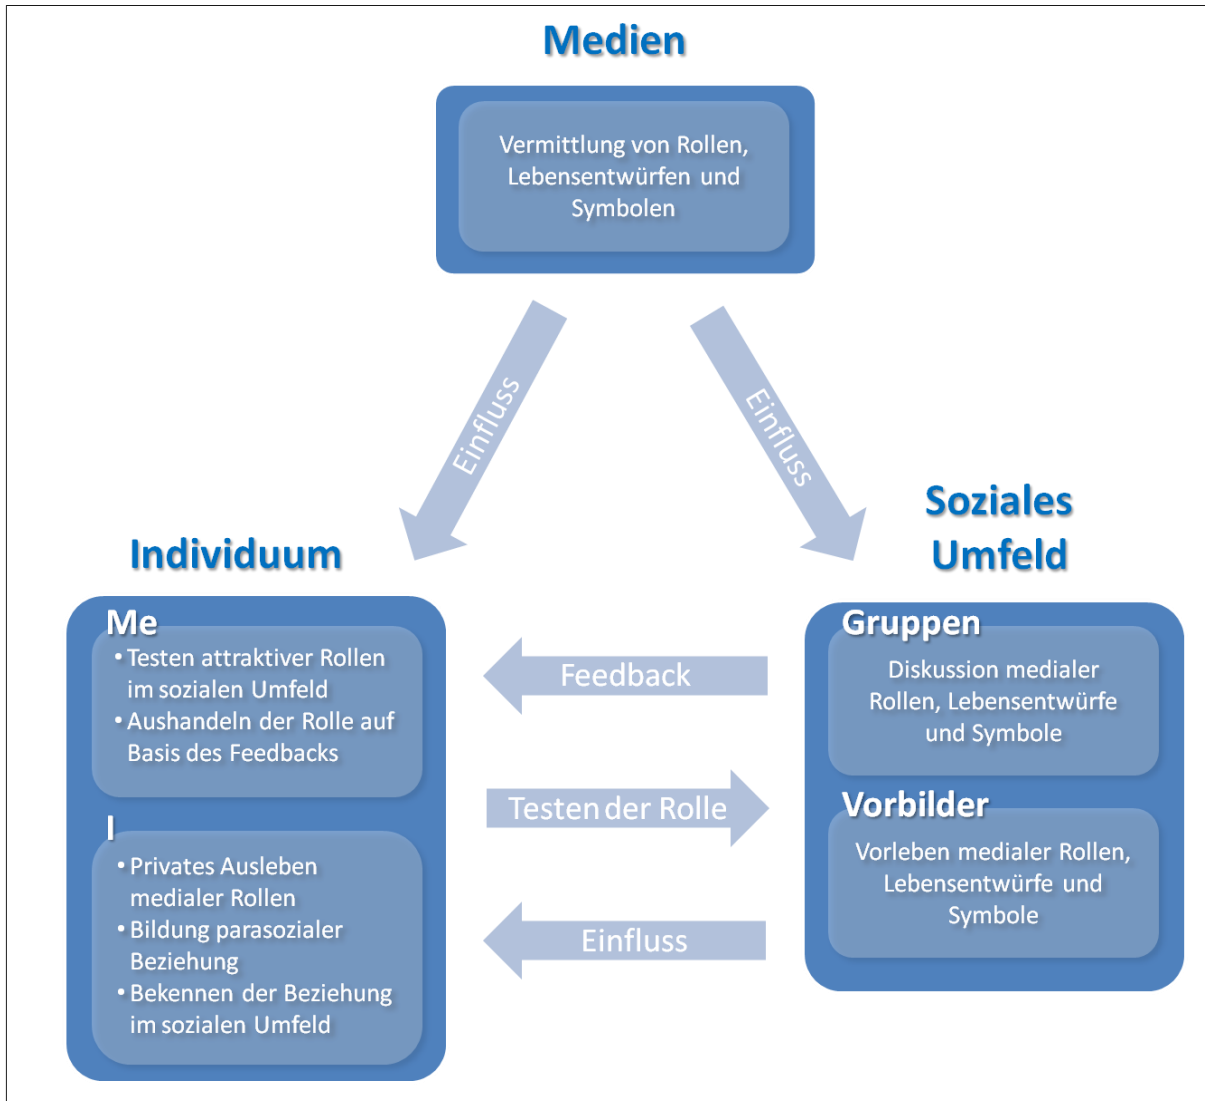 Medien
Vermittlung von Rollen,
Lebensentwürfen und
Symbolen
Einfluss
Einfluss
Individuum
Me
• Testen attraktiver Rollen
im sozialen Umfeld
• Aushandeln der Rolle auf
Basis des Feedbacks
I
• Privates Ausleben
medialer Rollen
• Bildung parasozialer
Beziehung
• Bekennen der Beziehung
im sozialen Umfeld
Feedback
Testen der Rolle
Einfluss
Soziales
Umfeld
Gruppen
Diskussion medialer
Rollen, Lebensentwürfe
und Symbole
Vorbilder
Vorleben medialer Rollen,
Lebensentwürfe und
Symbole